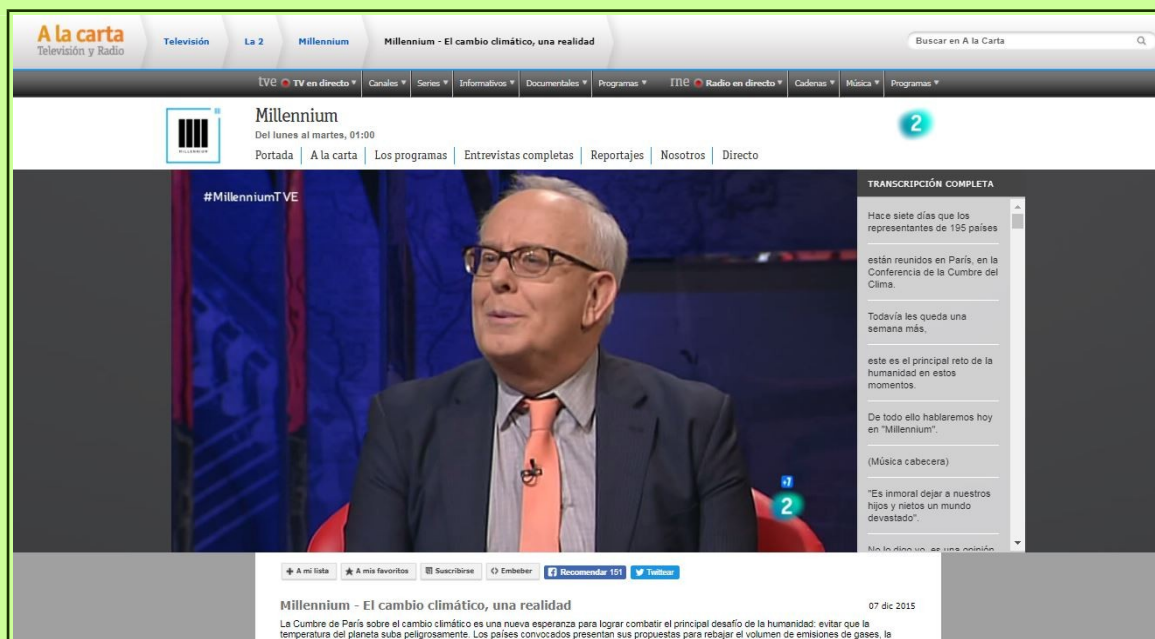 A la carta
Televisión y Radio
Televisión
La 2
Millennium
Millennium - El cambio climático, una realidad
Buscar en A la Carta
tve TV en directo Canales Series Informativos Documentales Programas rne Radio en directo Cadenas Música Programas
MILLENNIUM
Millennium
Del lunes al martes, 01:00
Portada A la carta Los programas Entrevistas completas Reportajes Nosotros Directo
2
#MillenniumTVE
+7
2
TRANSCRIPCIÓN COMPLETA
Hace siete días que los
representantes de 195 países
están reunidos en París, en la
Conferencia de la Cumbre del
Clima.
Todavía les queda una
semana más,
este es el principal reto de la
humanidad en estos
momentos.
De todo ello hablaremos hoy
en "Millennium".
(Música cabecera)
"Es inmoral dejar a nuestros
hijos y nietos un mundo
devastado".
No lo digo yo, es una opinión
A mi lista A mis favoritos Suscribirse Embeber Recomendar 151 Twittear
Millennium - El cambio climático, una realidad
07 dic 2015
La Cumbre de París sobre el cambio climático es una nueva esperanza para lograr combatir el principal desafío de la humanidad: evitar que la
temperatura del planeta suba peligrosamente. Los países convocados presentan sus propuestas para rebajar el volumen de emisiones de gases, la